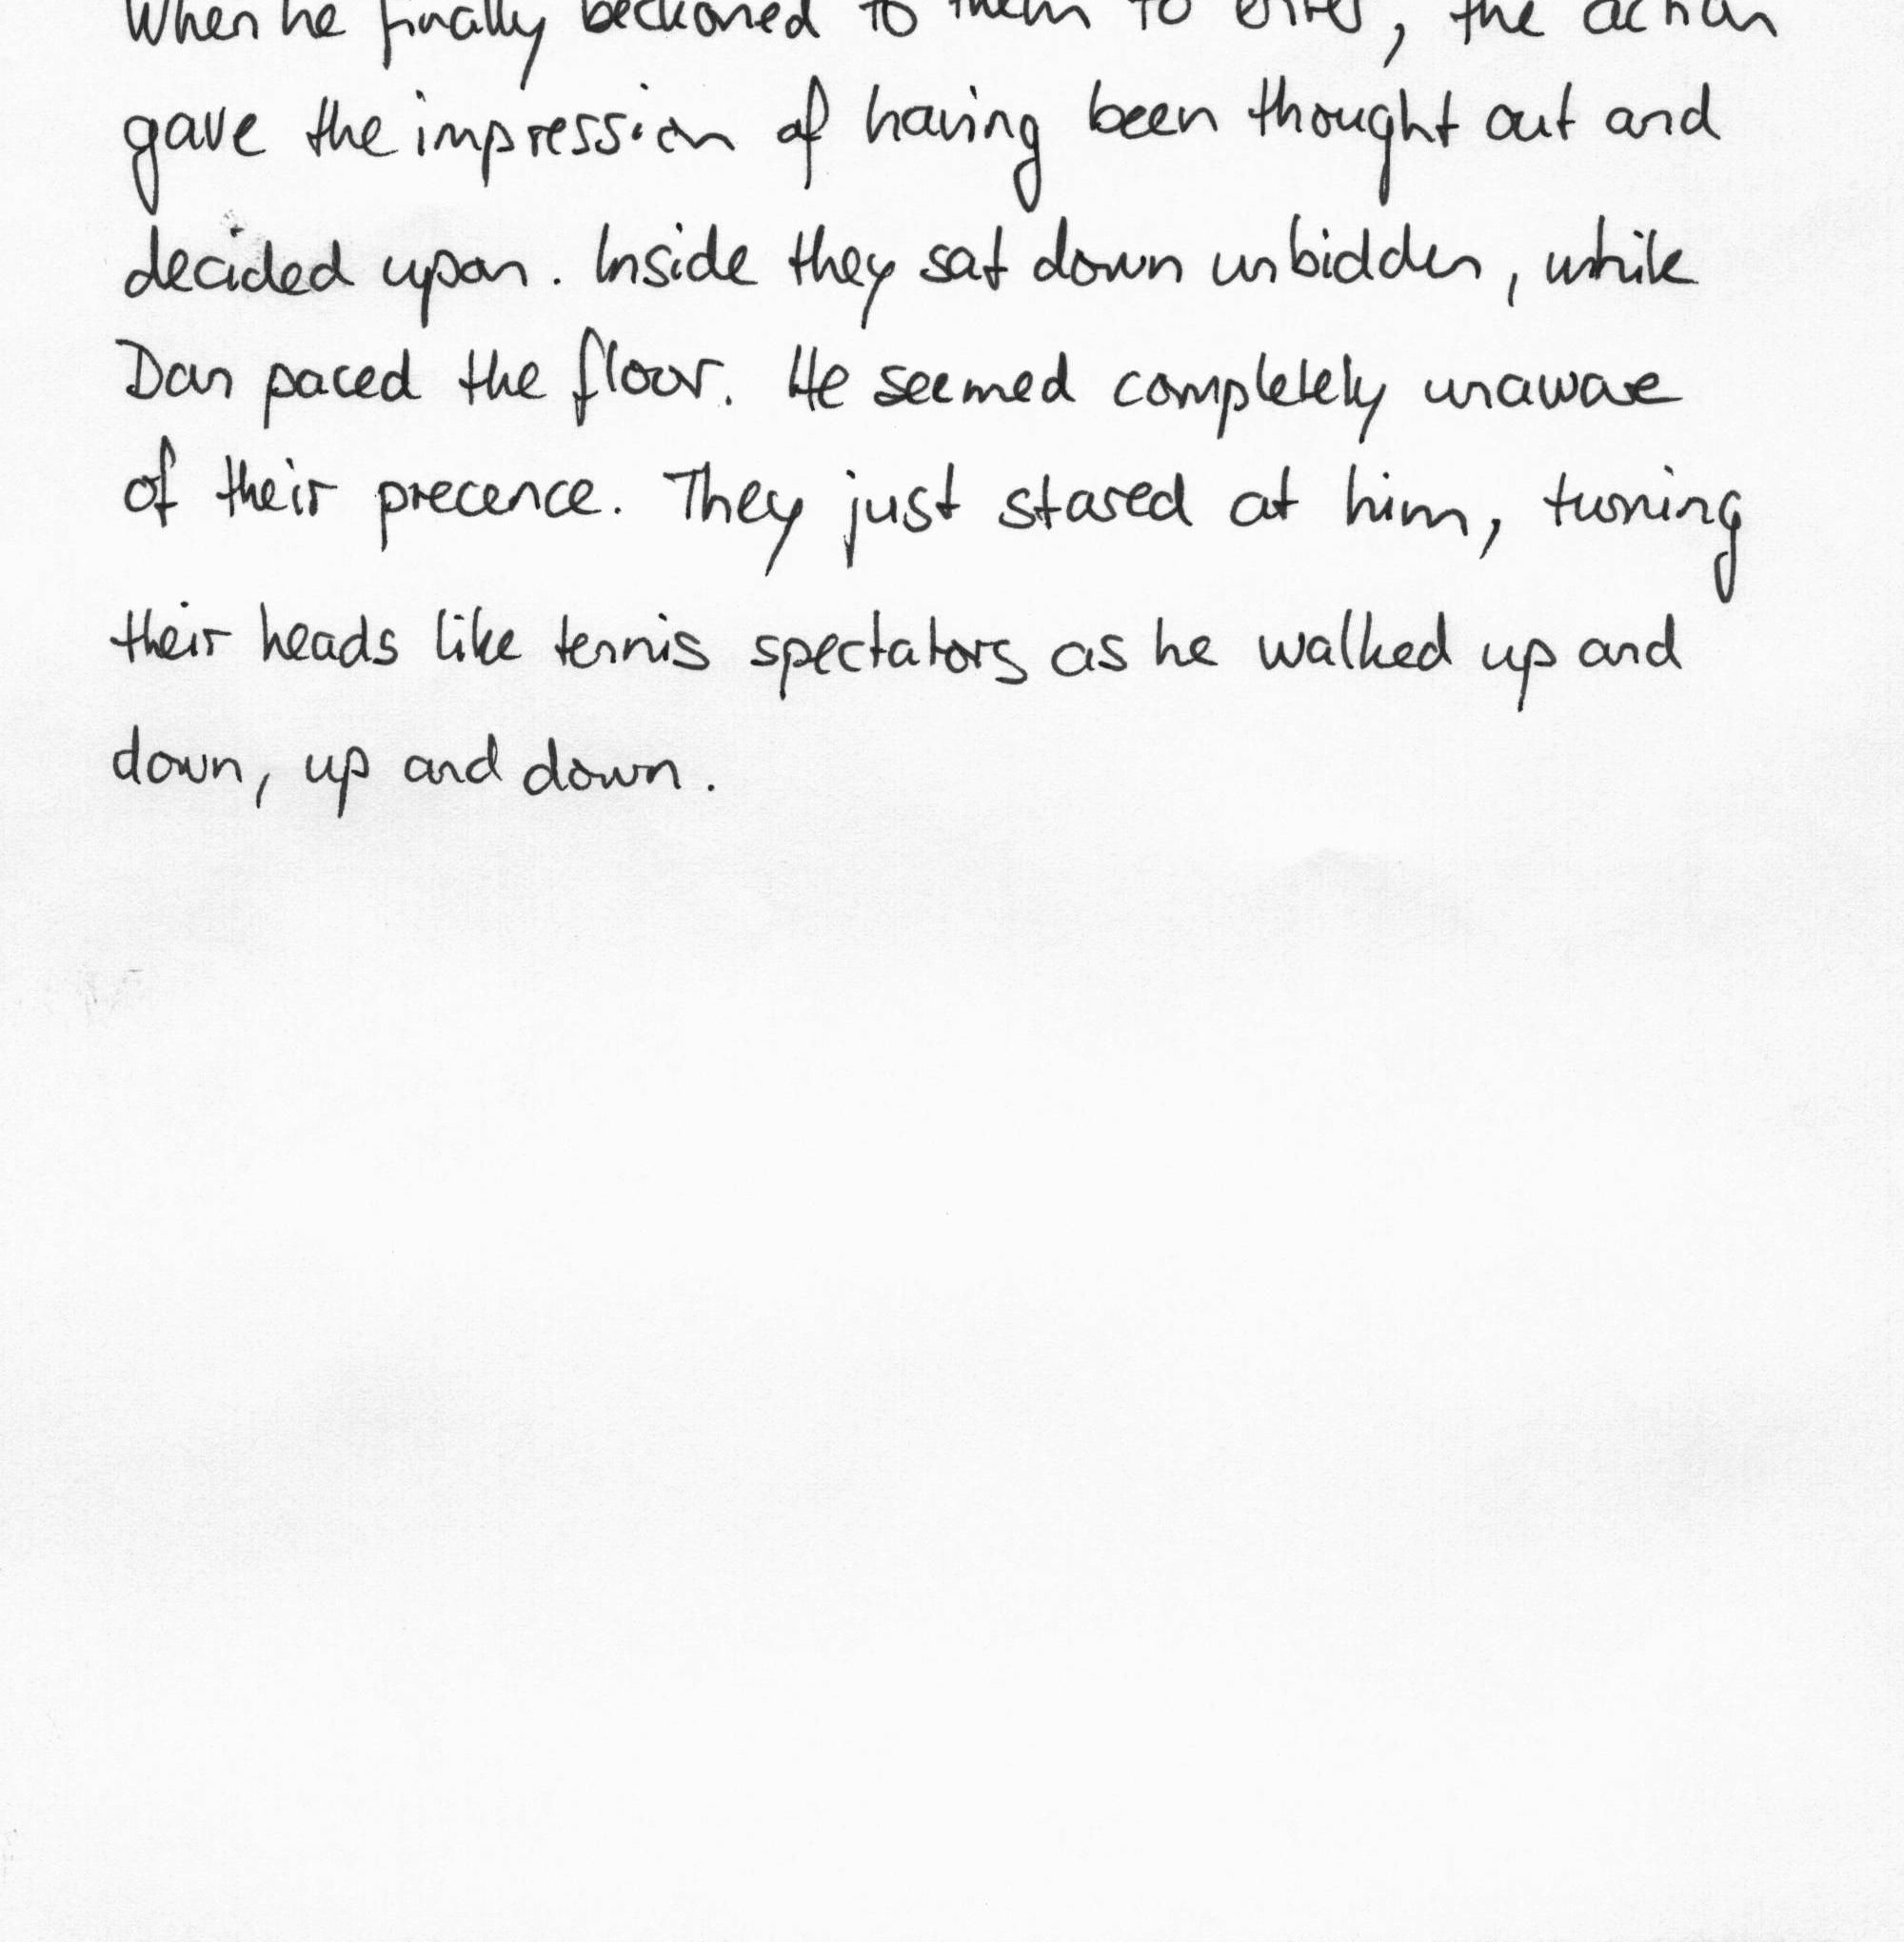 When he finally beckoned to them to enter, the action
gave the impression of having been thought out and
decided upon. Inside they sat down unbidden, while
Dan paced the floor. He seemed completely unaware
of their precence. They just stared at him, turning
their heads like tennis spectators as he walked up and
down, up and down.